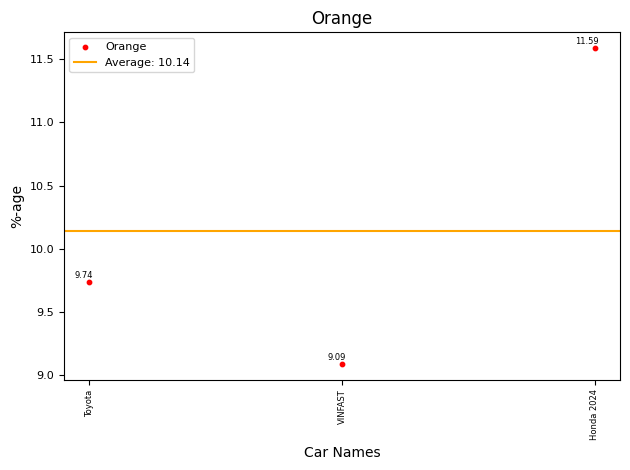 Orange
11.59
Orange
Average: 10.14
11.5
11.0
10.5
10.0
9.5
9.0
%-age
9.74
9.09
Toyota
VINFAST
Honda 2024
Car Names